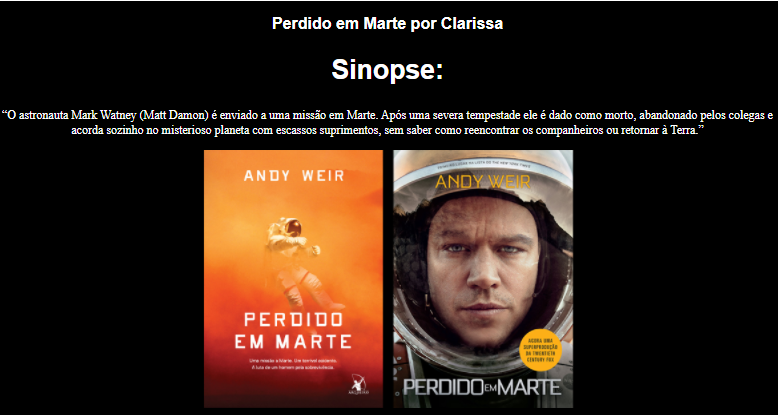 Perdido em Marte por Clarissa
Sinopse:
“O astronauta Mark Watney (Matt Damon) é enviado a uma missão em Marte. Após uma severa tempestade ele é dado como morto, abandonado pelos colegas e
acorda sozinho no misterioso planeta com escassos suprimentos, sem saber como reencontrar os companheiros ou retornar à Terra.”
ANDY WEIR
PERDIDO
EM MARTE
Uma missão a Marte. Um terrível acidente.
A luta de um homem pela sobrevivência.
ANDY WEIR
AGORA UMA
SUPERPRODUÇÃO
DA TWENTIETH
CENTURY FOX
PERDIDO EM MARTE